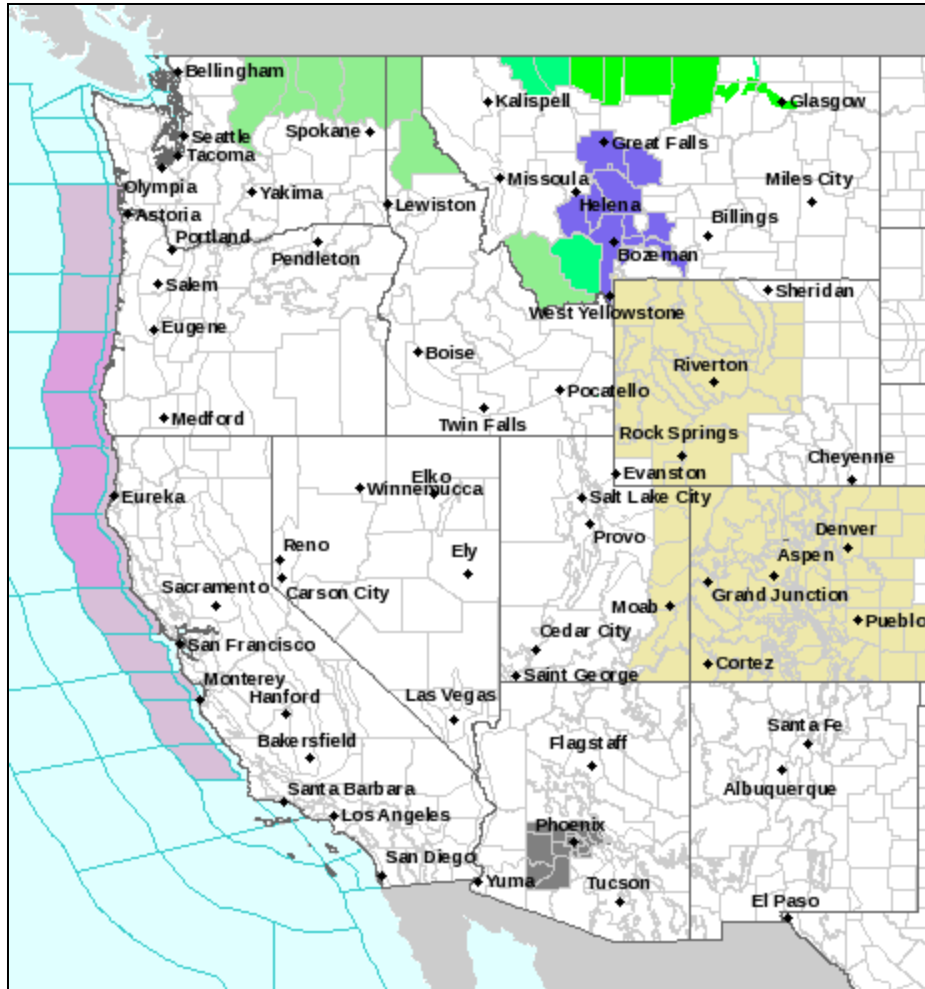 Bellingham
Kalispell
Glasgow
Seattle
Spokane
Great Falls
Tacoma
Olympia
Yakima
Lewiston
Missoula
Helena
Miles City
Astoria
Portland
Pendleton
Billings
Bozeman
Salem
Sheridan
West Yellowstone
Eugene
Boise
Riverton
Pocatello
Medford
Twin Falls
Rock Springs
Cheyenne
Evanston
Elko
Winnemucca
Eureka
Salt Lake City
Denver
Provo
Reno
Ely
Aspen
Sacramento
Carson City
Grand Junction
Moab
Pueblo
Cedar City
San Francisco
Saint George
Cortez
Monterey
Hanford
Las Vegas
Santa Fe
Bakersfield
Flagstaff
Albuquerque
Santa Barbara
Los Angeles
Phoenix
San Diego
Yuma
Tucson
El Paso